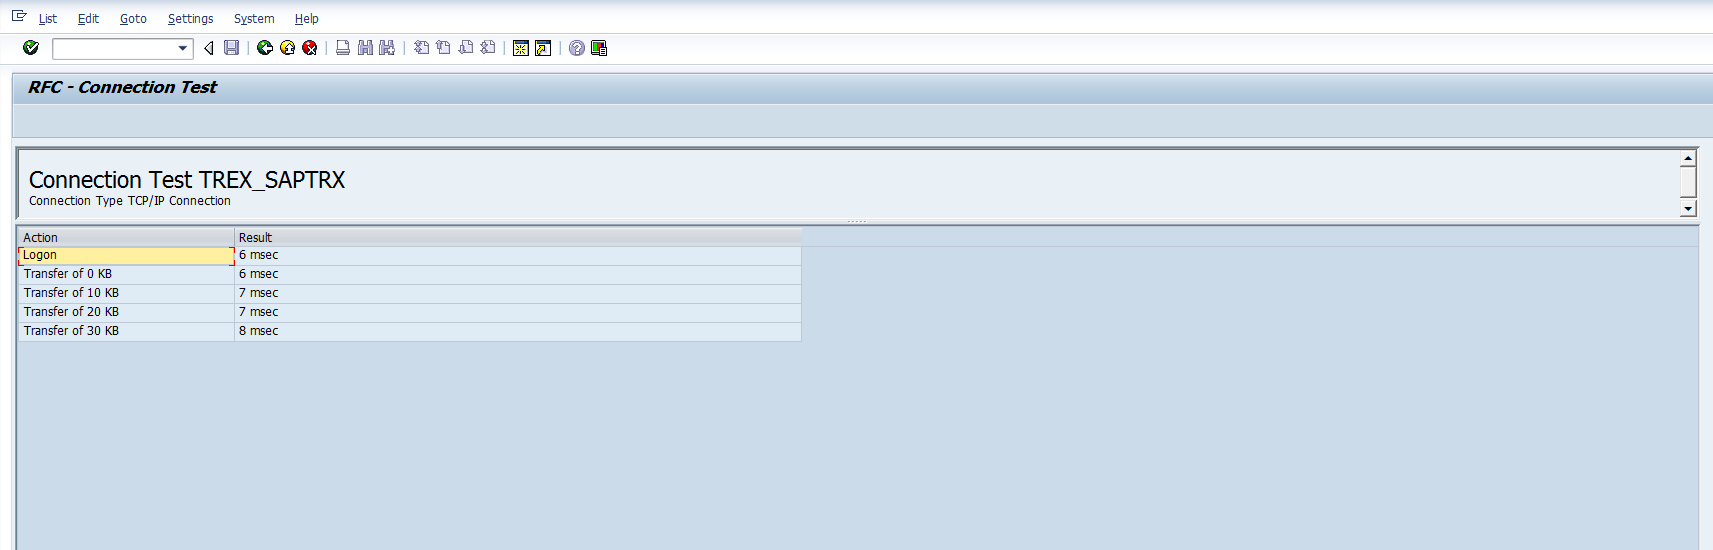 List Edit Goto Settings System Help
RFC - Connection Test
Connection Test TREX_SAPTRX
Connection Type TCP/IP Connection
Action Result
Logon 6 msec
Transfer of 0 KB 6 msec
Transfer of 10 KB 7 msec
Transfer of 20 KB 7 msec
Transfer of 30 KB 8 msec